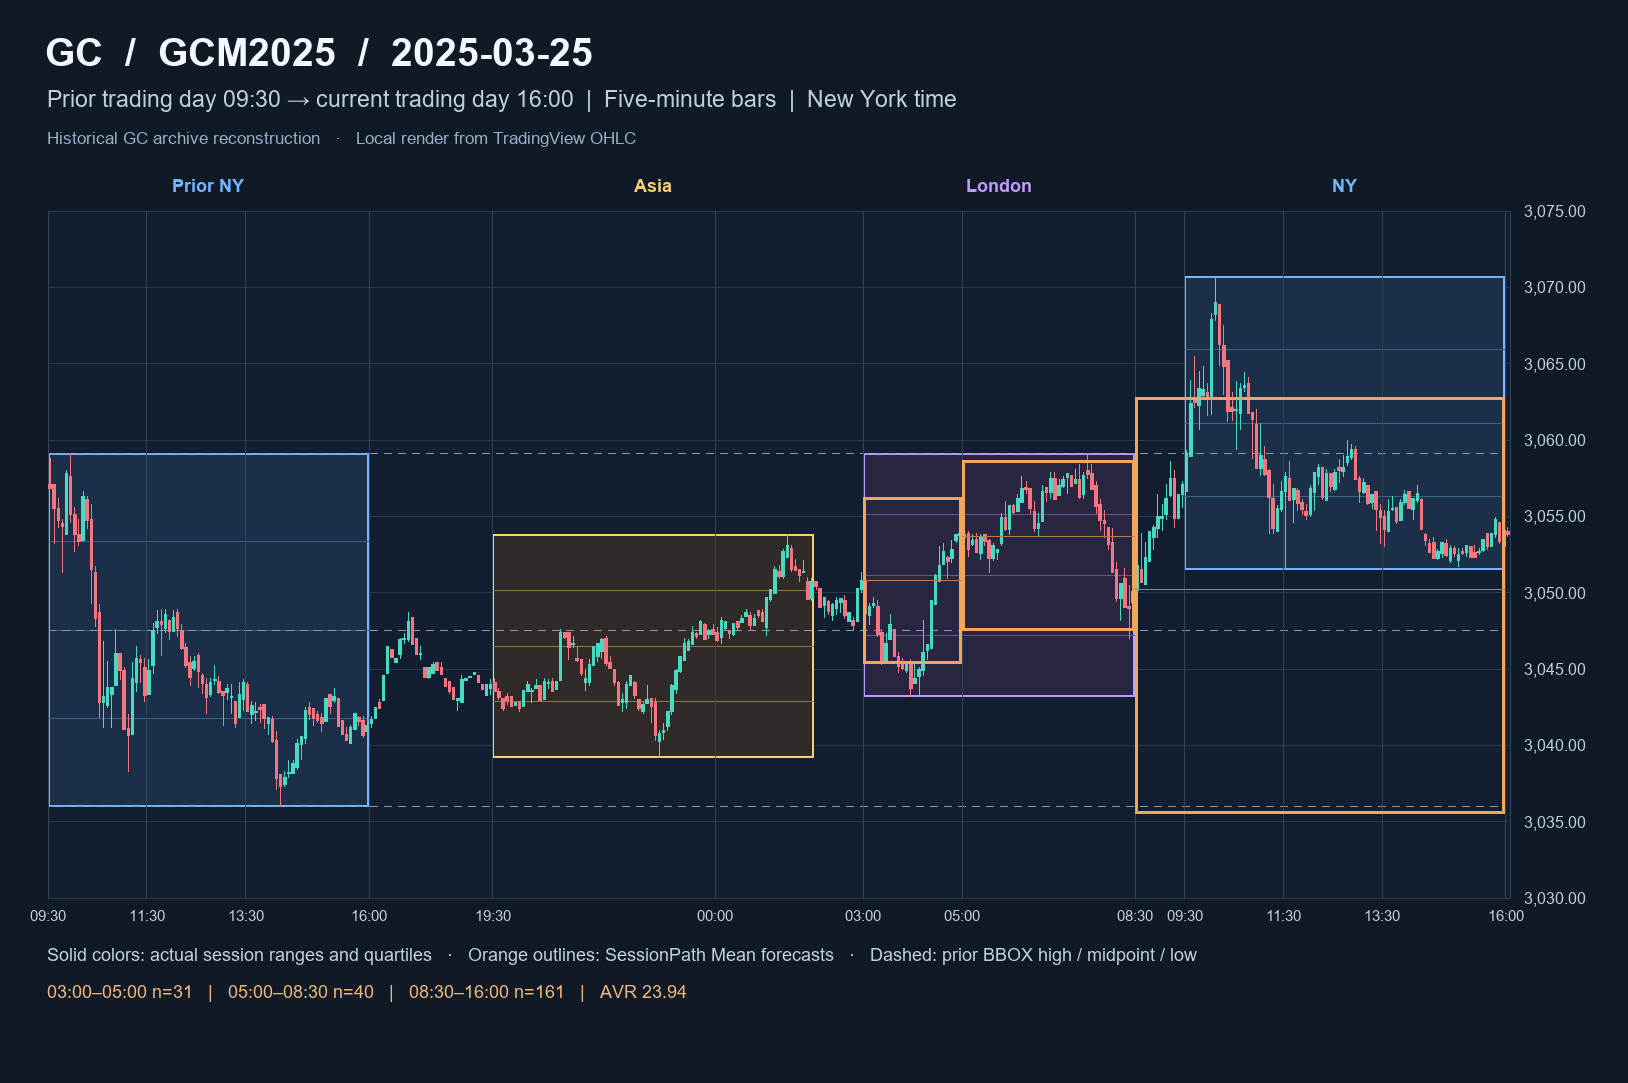 GC / GCM2025 / 2025-03-25
Prior trading day 09:30 → current trading day 16:00 | Five-minute bars | New York time
Historical GC archive reconstruction · Local render from TradingView OHLC
Prior NY Asia London NY
3,075.00
3,070.00
3,065.00
3,060.00
3,055.00
3,050.00
3,045.00
3,040.00
3,035.00
3,030.00
09:30 11:30 13:30 16:00 19:30 00:00 03:00 05:00 08:30 09:30 11:30 13:30 16:00
Solid colors: actual session ranges and quartiles · Orange outlines: SessionPath Mean forecasts · Dashed: prior BBOX high / midpoint / low
03:00–05:00 n=31 | 05:00–08:30 n=40 | 08:30–16:00 n=161 | AVR 23.94